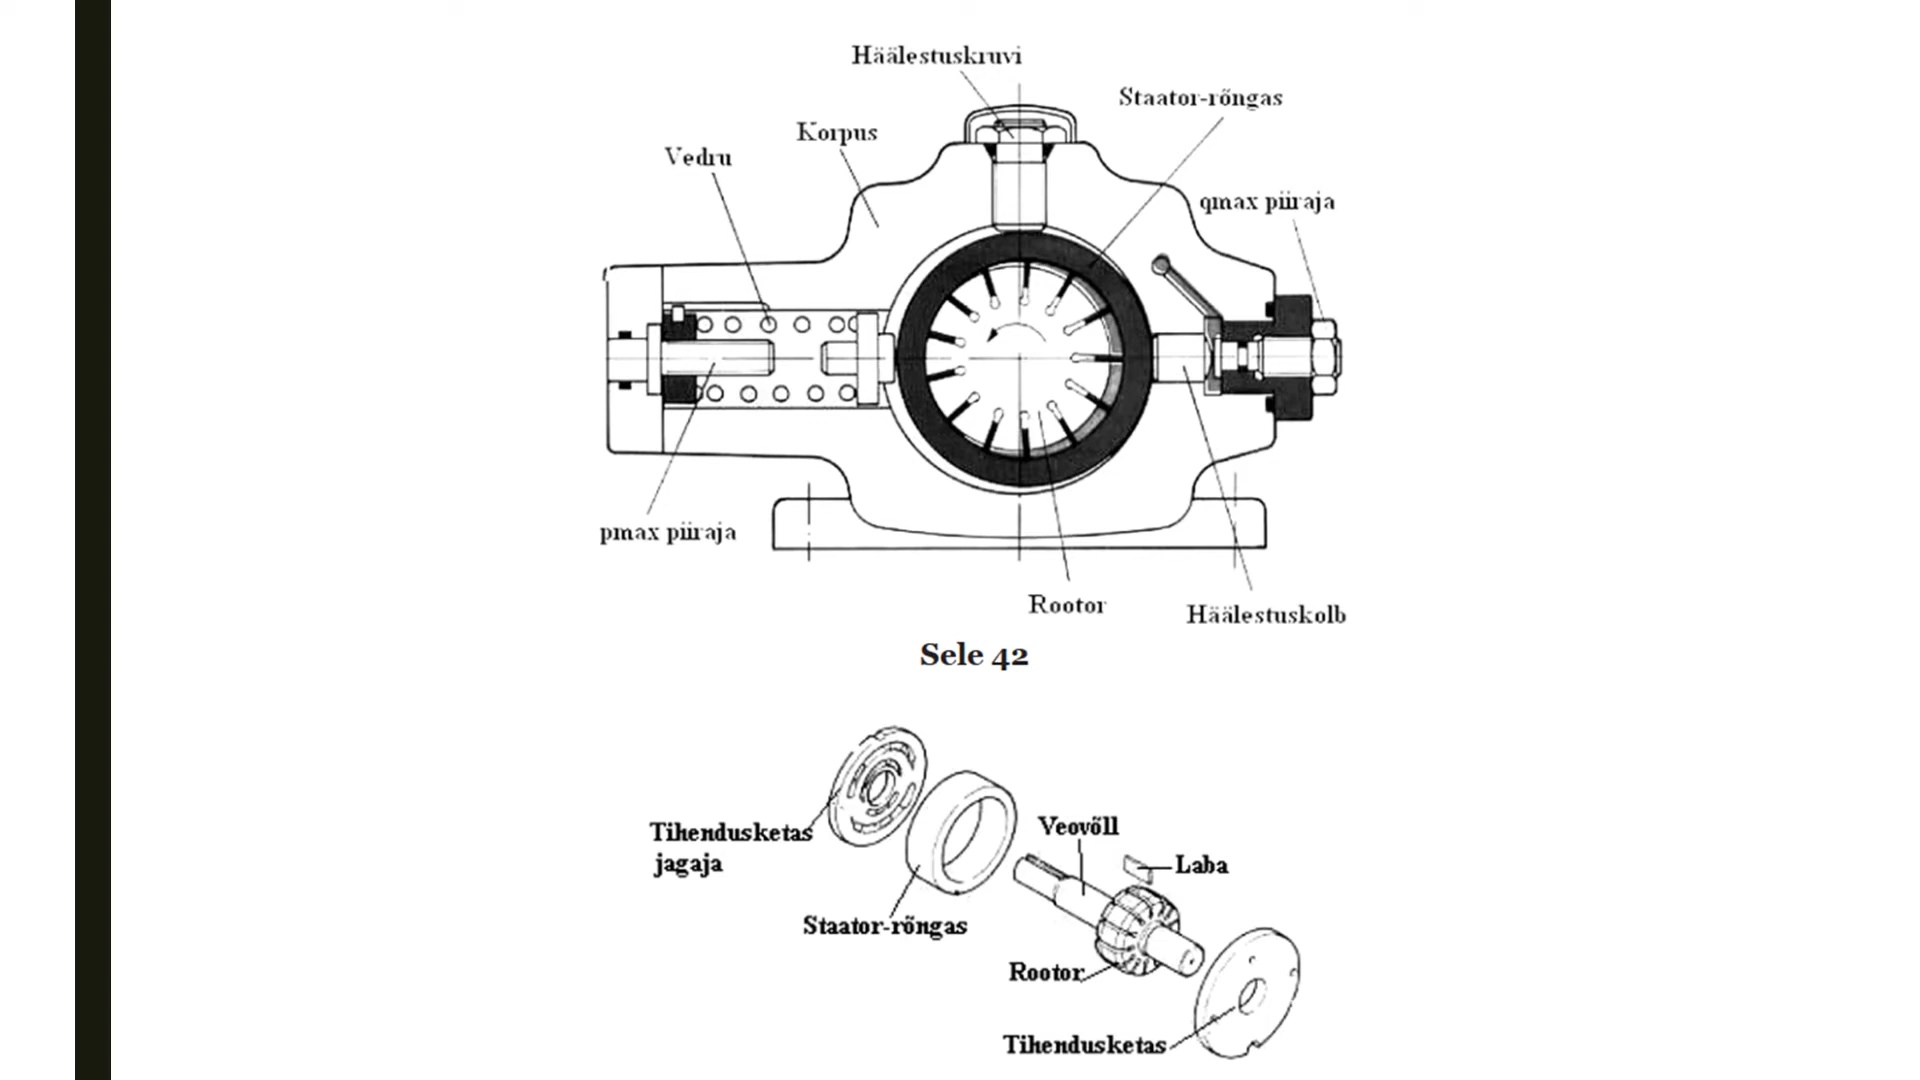 Häälestuskruvi
Staator-rõngas
Korpus
Vedru
qmax piiraja
pmax piiraja
Rootor
Häälestuskolb
Sele 42
Tihendusketas
jagaja
Veovõll
Laba
Staator-rõngas
Rootor
Tihendusketas